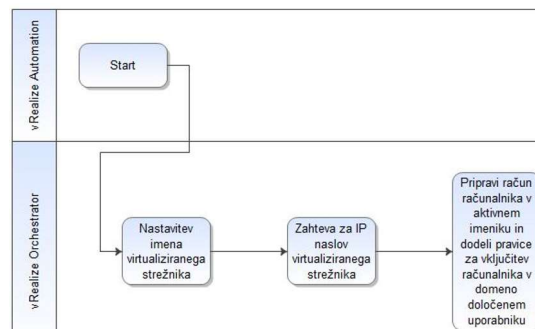 vRealize Automation
Start
vRealize Orchestrator
Nastavitev
imena
virtualiziranega
strežnika
Zahteva za IP
naslov
virtualiziranega
strežnika
Pripravi račun
računalnika v
aktivnem
imeniku in
dodeli pravice
za vključitev
računalnika v
domeno
določenem
uporabniku